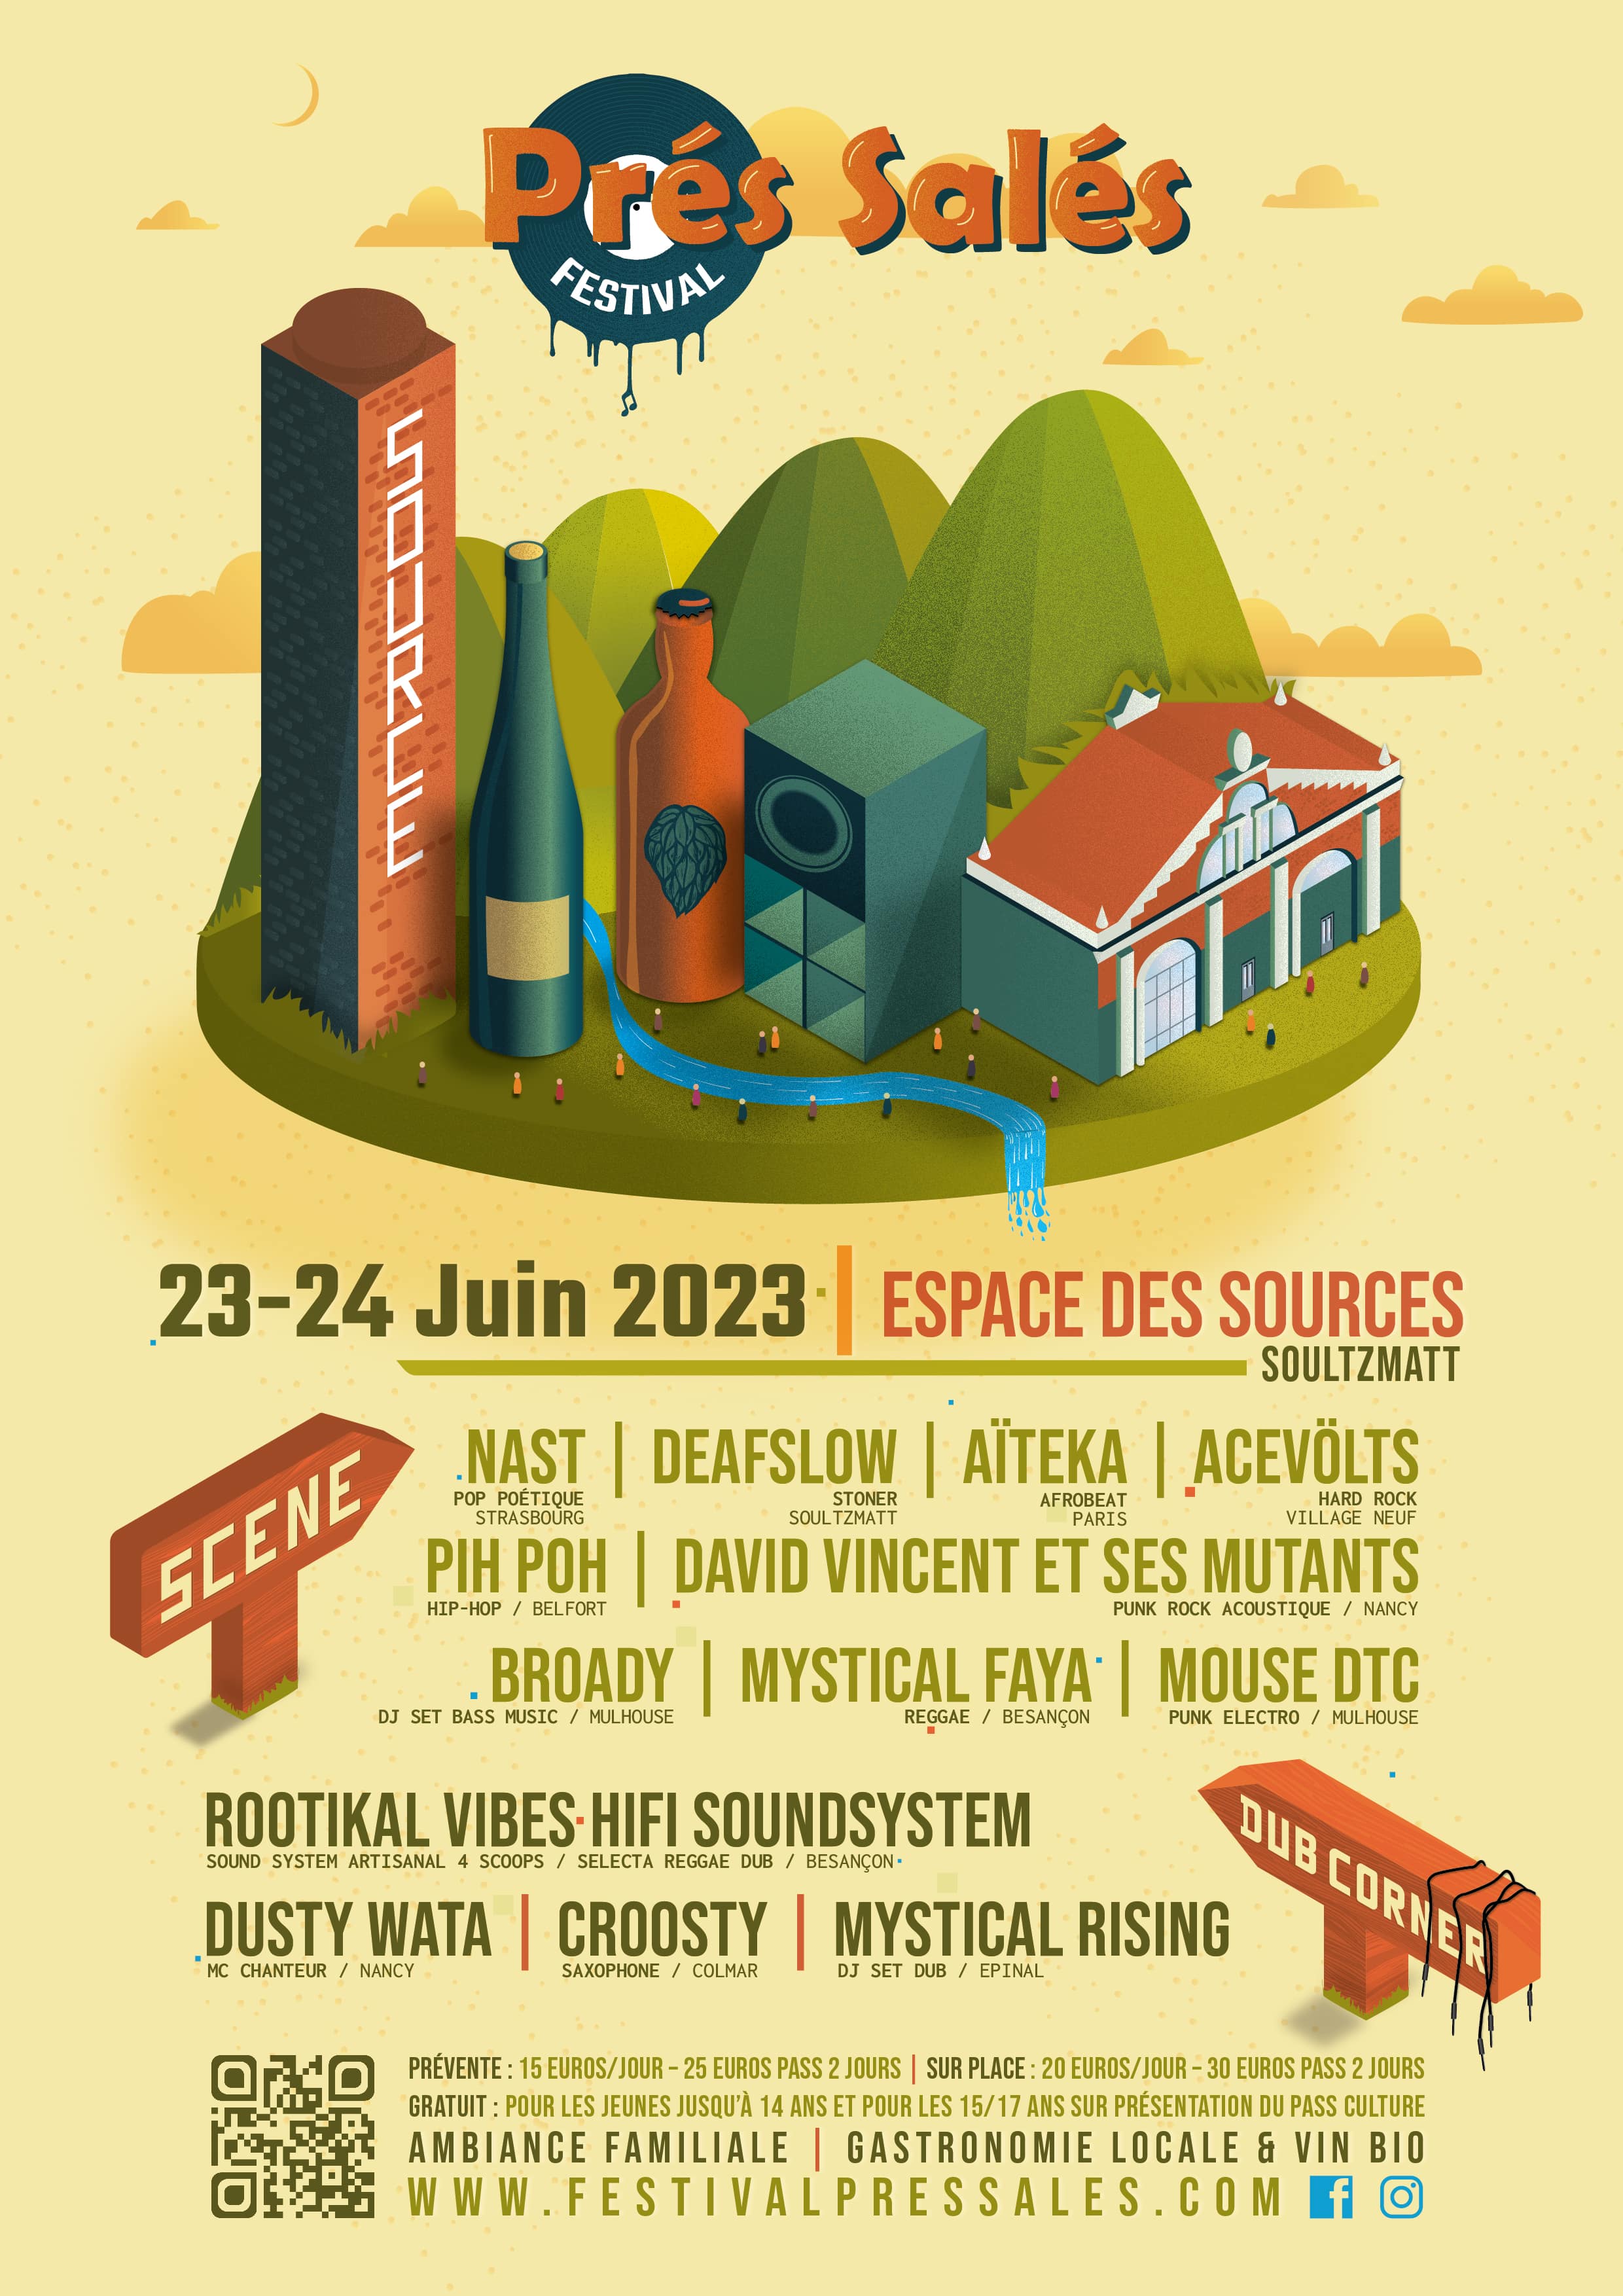 Prés Salés
FESTIVAL
SOURCE
23-24 Juin 2023 | ESPACE DES SOURCES
SOULTZMATT
SCENE
NAST | DEAFSLOW | AÏTEKA | ACEVÖLTS
POP POÉTIQUE STONER AFROBEAT HARD ROCK
STRASBOURG SOULTZMATT PARIS VILLAGE NEUF
PIH POH | DAVID VINCENT ET SES MUTANTS
HIP-HOP / BELFORT PUNK ROCK ACOUSTIQUE / NANCY
BROADY | MYSTICAL FAYA | MOUSE DTC
DJ SET BASS MUSIC / MULHOUSE REGGAE / BESANÇON PUNK ELECTRO / MULHOUSE
DUB CORNER
ROOTIKAL VIBES HIFI SOUNDSYSTEM
SOUND SYSTEM ARTISANAL 4 SCOOPS / SELECTA REGGAE DUB / BESANÇON
DUSTY WATA | CROOSTY | MYSTICAL RISING
MC CHANTEUR / NANCY SAXOPHONE / COLMAR DJ SET DUB / EPINAL
PRÉVENTE : 15 EUROS/JOUR - 25 EUROS PASS 2 JOURS | SUR PLACE : 20 EUROS/JOUR - 30 EUROS PASS 2 JOURS
GRATUIT : POUR LES JEUNES JUSQU'À 14 ANS ET POUR LES 15/17 ANS SUR PRÉSENTATION DU PASS CULTURE
AMBIANCE FAMILIALE | GASTRONOMIE LOCALE & VIN BIO
WWW.FESTIVALPRESSALES.COM